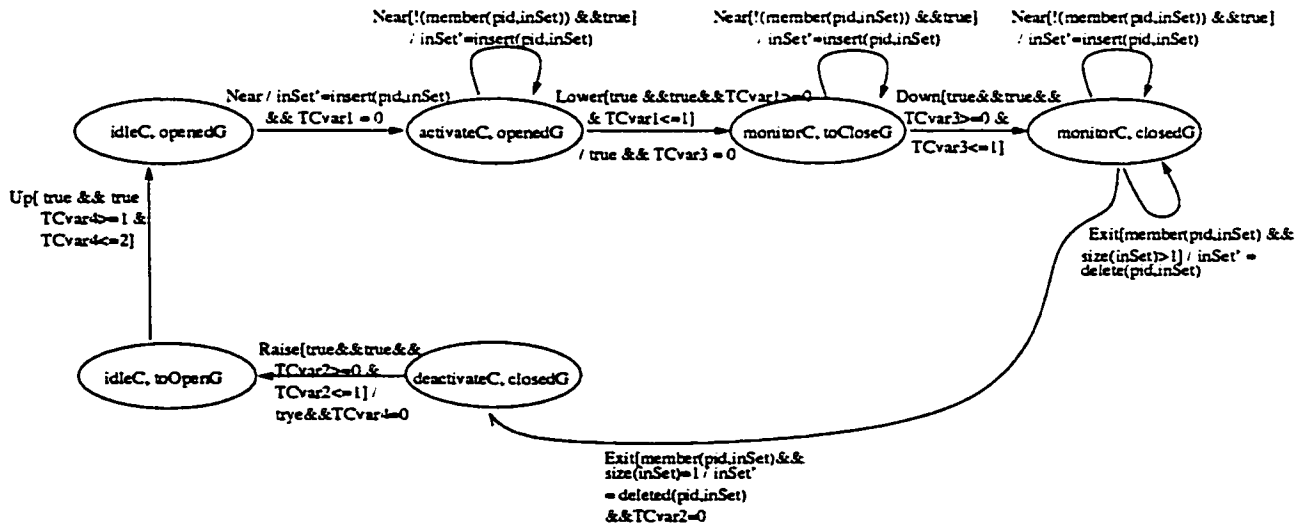 Near[!(member(pid,inSet)) &&true]
/ inSet'=insert(pid,inSet)
Near[!(member(pid,inSet)) &&true]
/ inSet'=insert(pid,inSet)
Near[!(member(pid,inSet)) &&true]
/ inSet'=insert(pid,inSet)
Near / inSet'=insert(pid,inSet)
&& TCvar1 = 0
Lower[true &&true&&TCvar1>=0
& TCvar1<=1]
/ true && TCvar3 = 0
Down[true&&true&&
TCvar3>=0 &
TCvar3<=1]
idleC, openedG
activateC, openedG
monitorC, toCloseG
monitorC, closedG
Up[ true && true
TCvar4>=1 &
TCvar4<=2]
Exit[member(pid,inSet) &&
size(inSet)>1] / inSet' =
delete(pid,inSet)
Raise[true&&true&&
TCvar2>=0 &
TCvar2<=1] /
trye&&TCvar4=0
idleC, toOpenG
deactivateC, closedG
Exit[member(pid,inSet)&&
size(inSet)=1 / inSet'
= deleted(pid,inSet)
&&TCvar2=0